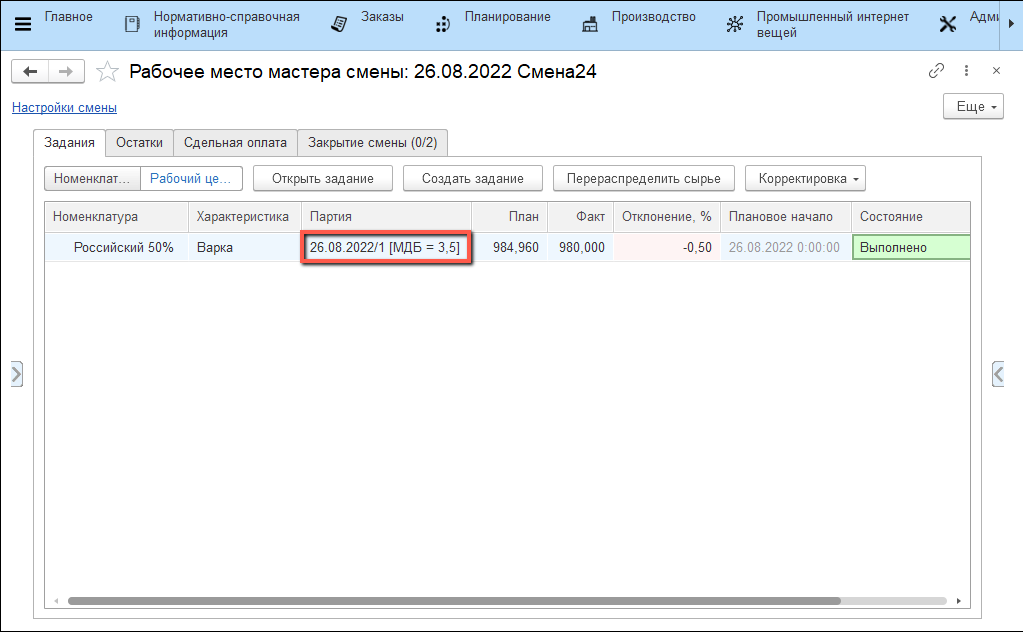 Главное
Нормативно-справочная
информация
Заказы
Планирование
Производство
Промышленный интернет
вещей
Рабочее место мастера смены: 26.08.2022 Смена24
Настройки смены
Еще
Задания Остатки Сдельная оплата Закрытие смены (0/2)
Номенклат... Рабочий це... Открыть задание Создать задание Перераспределить сырье Корректировка
Номенклатура Характеристика Партия План Факт Отклонение, % Плановое начало Состояние
Российский 50% Варка 26.08.2022/1 [МДБ = 3,5] 984,960 980,000 -0,50 26.08.2022 0:00:00 Выполнено